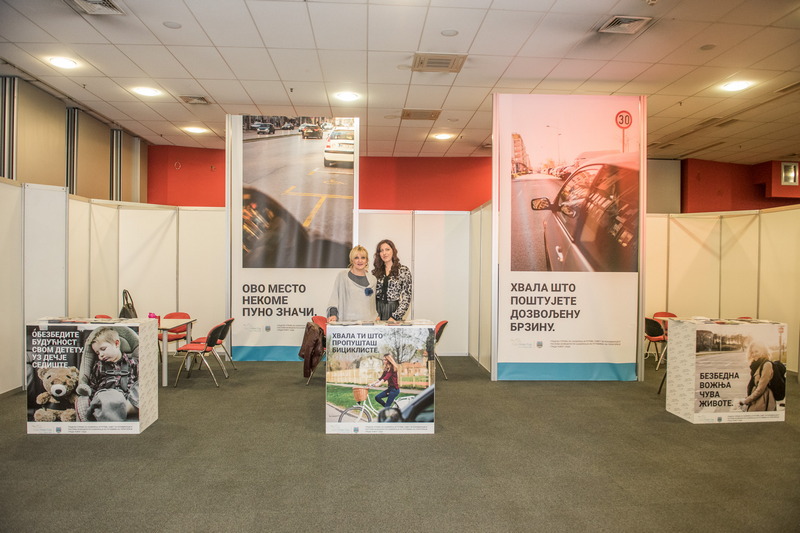 ОВО МЕСТО
НЕКОМЕ
ПУНО ЗНАЧИ.
30
ХВАЛА ШТО
ПОШТУЈЕТЕ
ДОЗВОЉЕНУ
БРЗИНУ.
ОБЕЗБЕДИТЕ
БУДУЋНОСТ
СВОМ ДЕТЕТУ,
УЗ ДЕЧЈЕ
СЕДИШТЕ
ХВАЛА ТИ ШТО
ПРОПУШТАШ
БИЦИКЛИСТЕ.
БЕЗБЕДНА
ВОЖЊА
ЧУВА
ЖИВОТЕ.